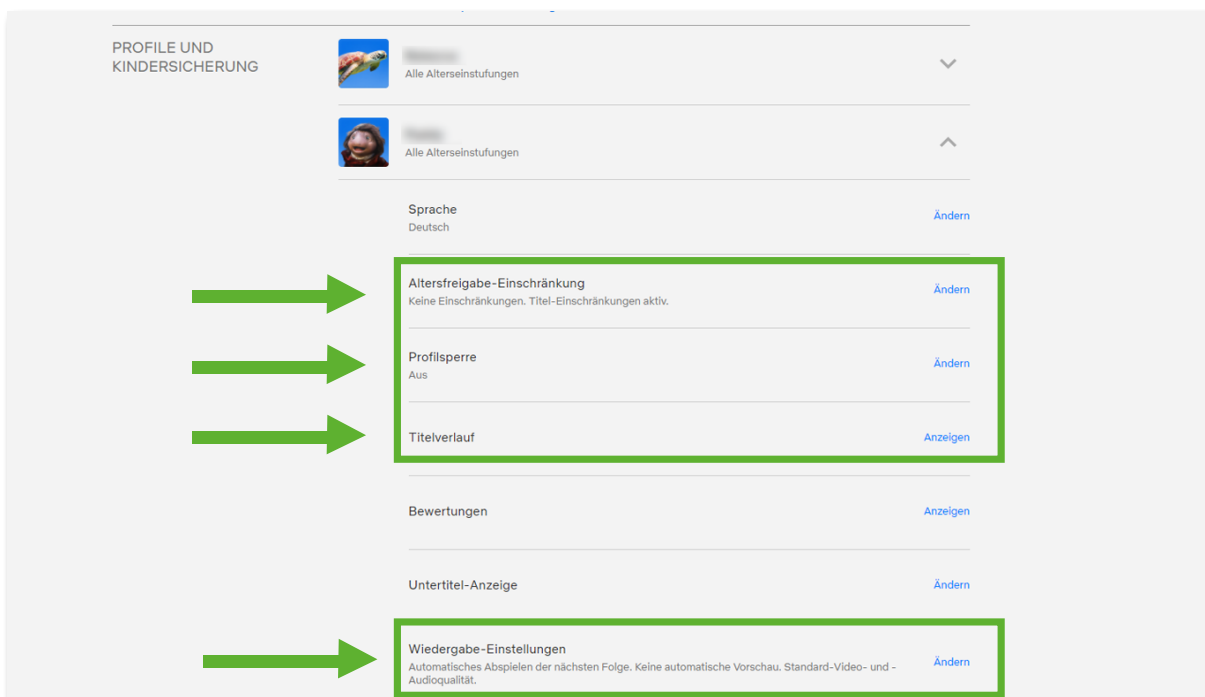 PROFILE UND
KINDERSICHERUNG
Alle Alterseinstufungen
Alle Alterseinstufungen
Sprache
Ändern
Deutsch
Altersfreigabe-Einschränkung
Ändern
Keine Einschränkungen. Titel-Einschränkungen aktiv.
Profilsperre
Ändern
Aus
Titelverlauf
Anzeigen
Bewertungen
Anzeigen
Untertitel-Anzeige
Ändern
Wiedergabe-Einstellungen
Ändern
Automatisches Abspielen der nächsten Folge. Keine automatische Vorschau. Standard-Video- und -
Audioqualität.